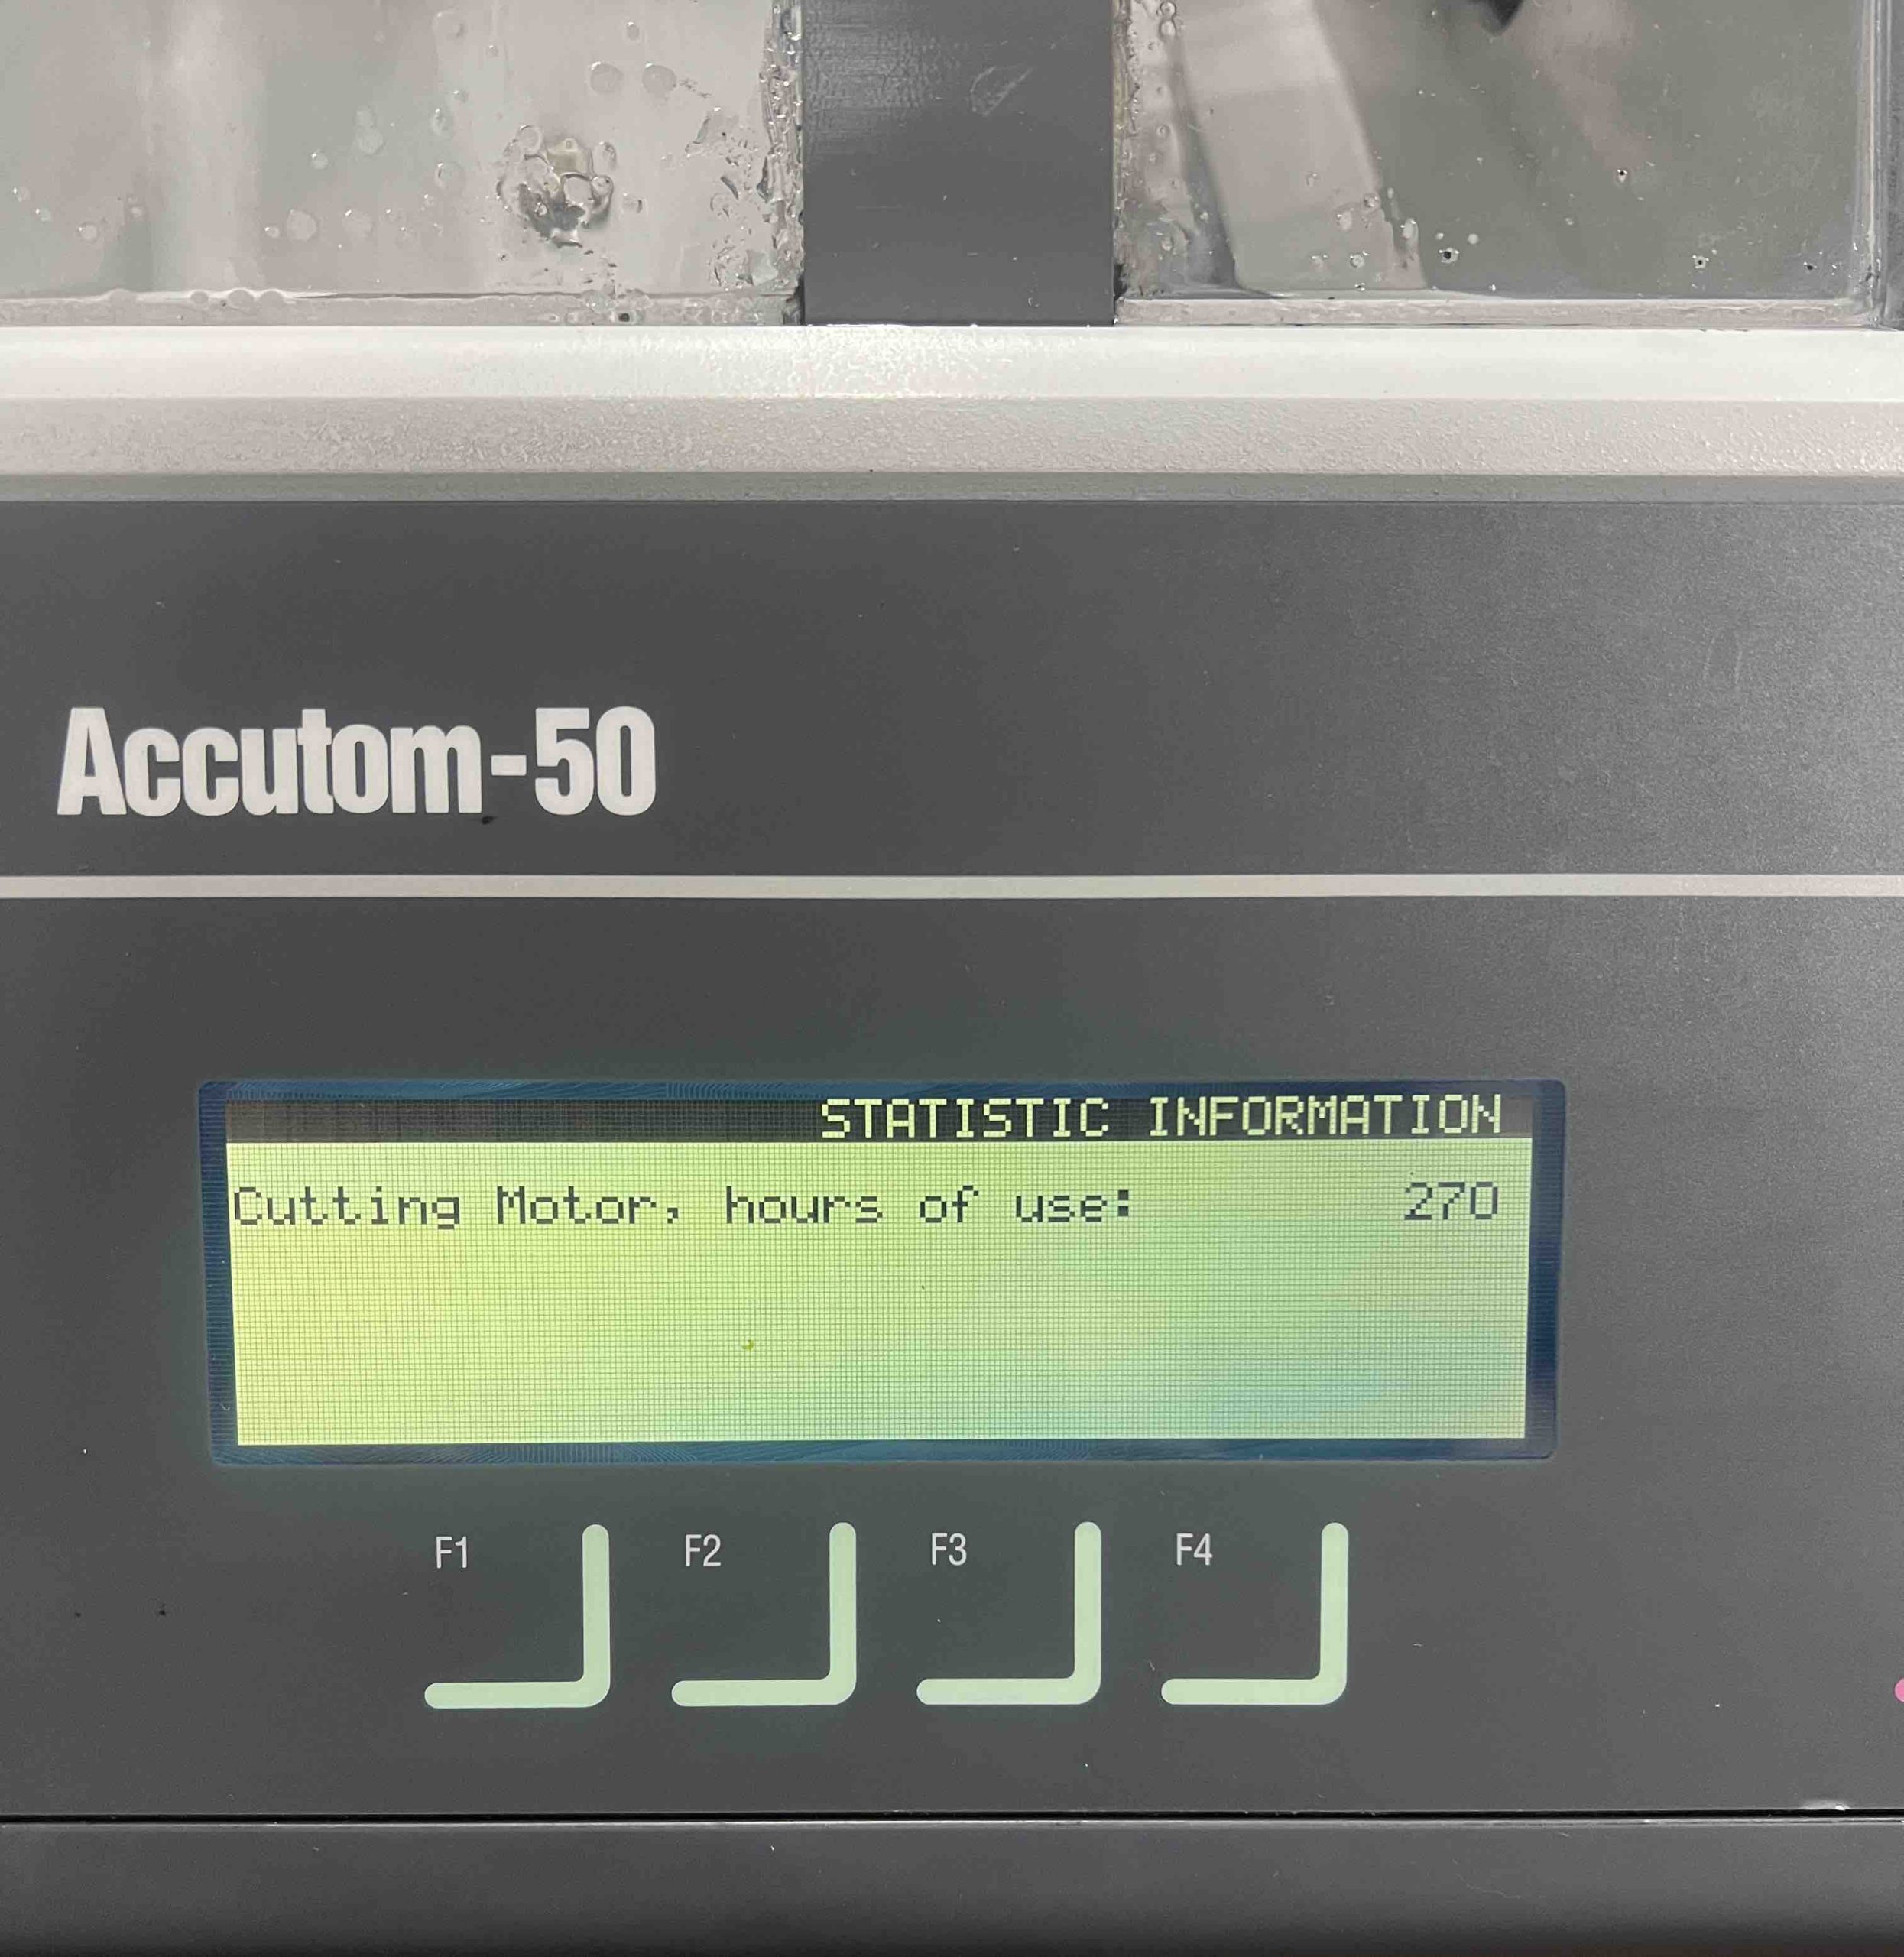 Accutom-50
STATISTIC INFORMATION
Cutting Motor, hours of use: 270
F1 F2 F3 F4